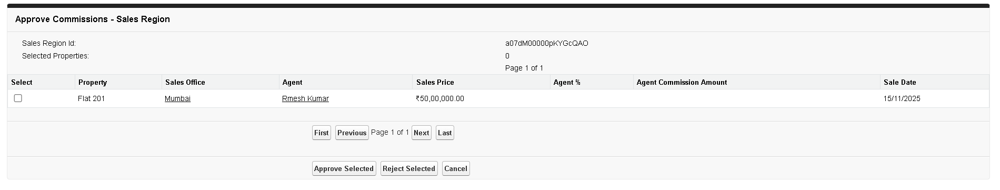 Approve Commissions - Sales Region
Sales Region Id: a07dM00000pKYGcQAO
Selected Properties: 0
Page 1 of 1
Select Property Sales Office Agent Sales Price Agent % Agent Commission Amount Sale Date
Flat 201 Mumbai Rmesh Kumar ₹50,00,000.00 15/11/2025
First Previous Page 1 of 1 Next Last
Approve Selected Reject Selected Cancel